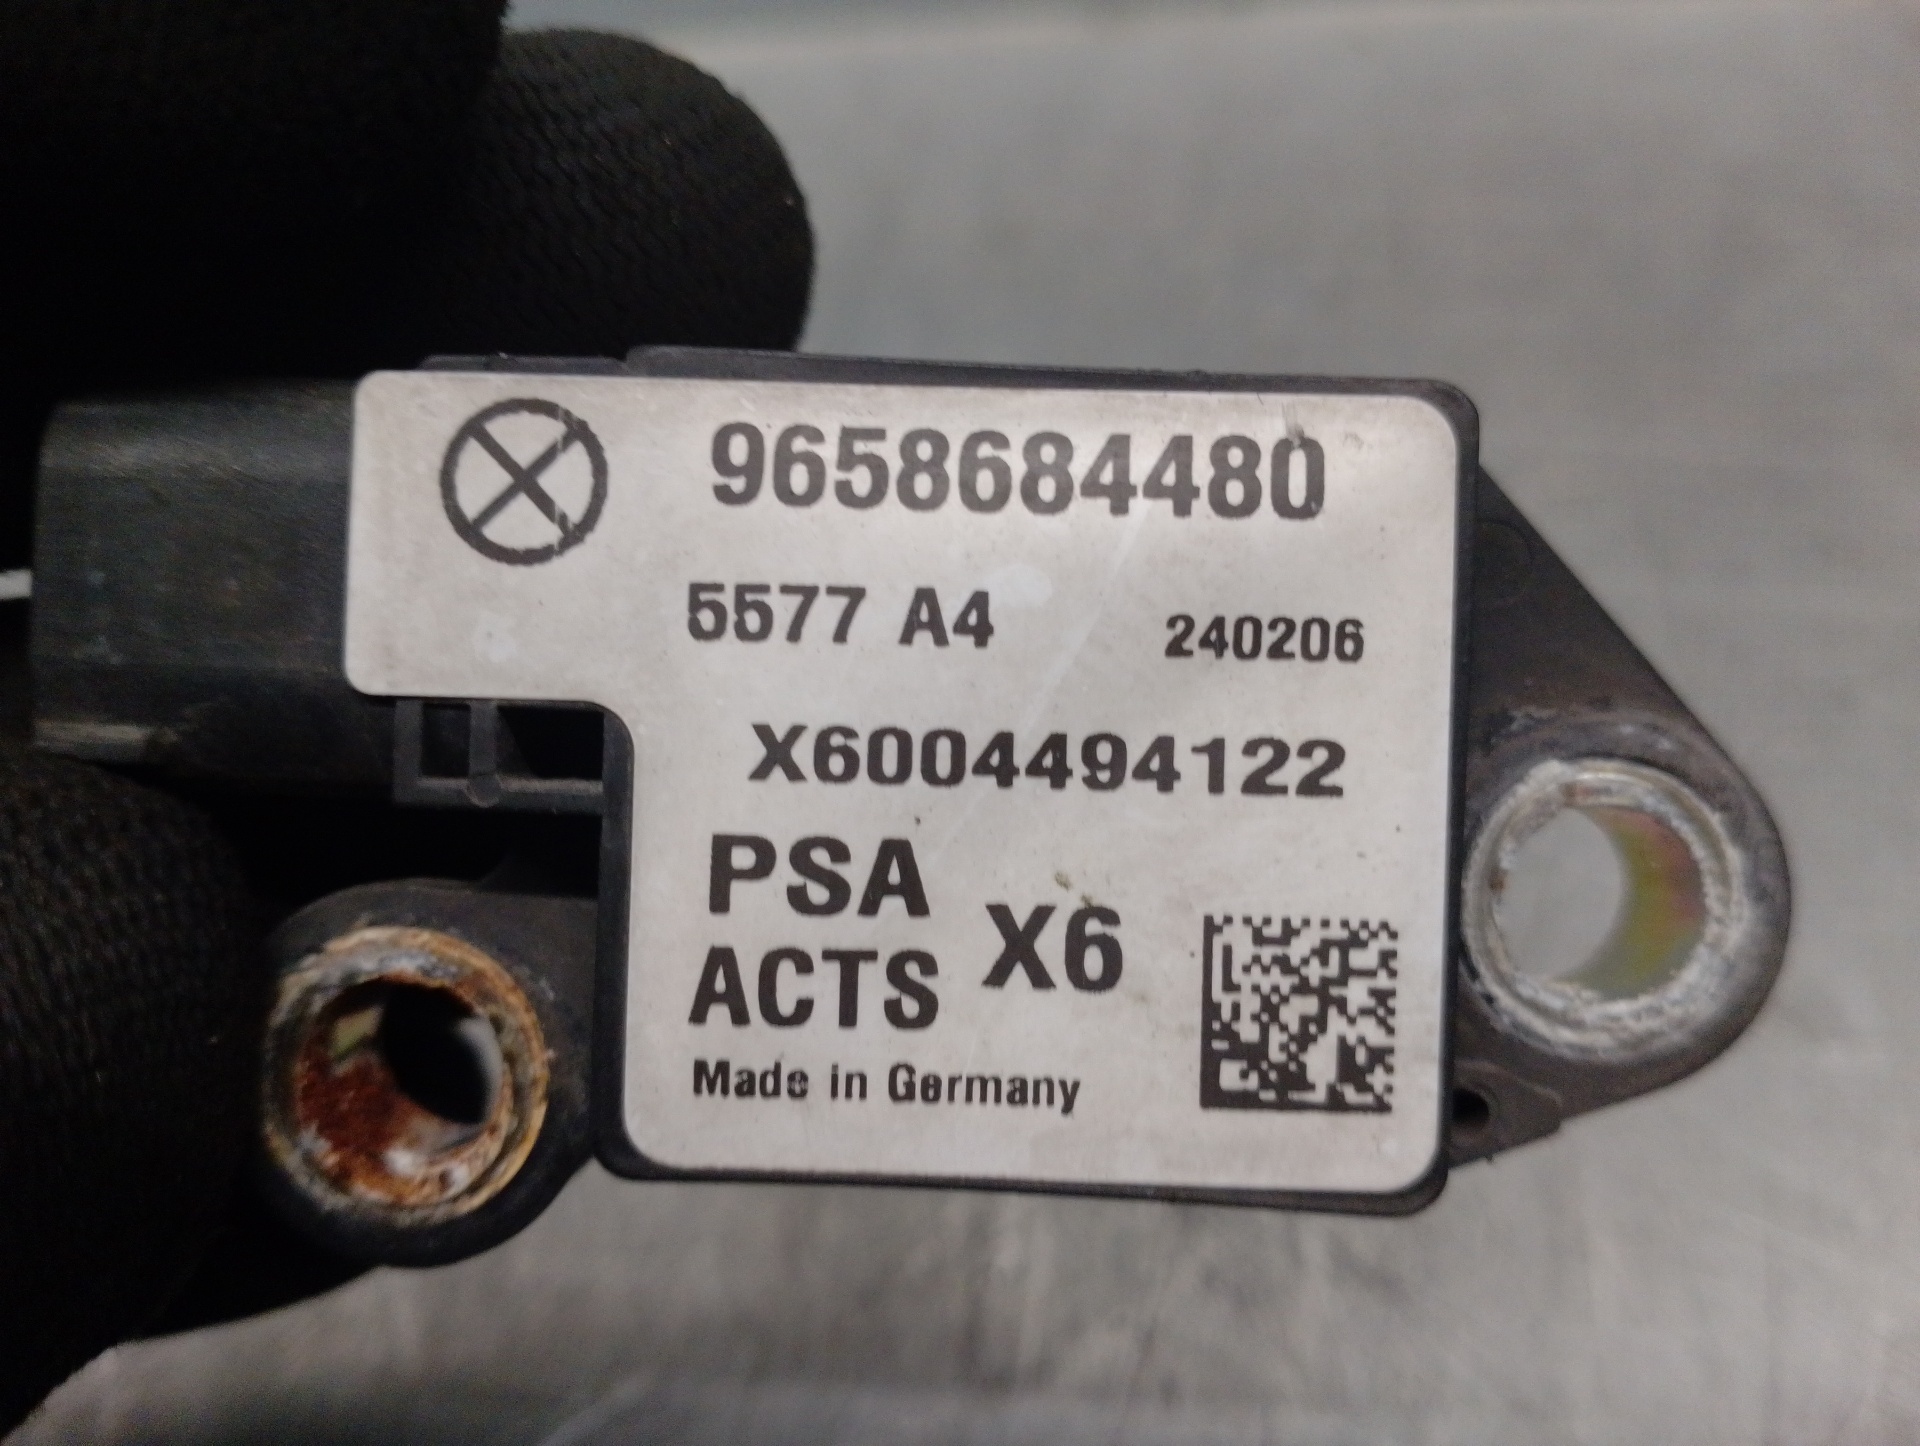 9658684480
5577 A4 240206
X6004494122
PSA
ACTS X6
Made in Germany